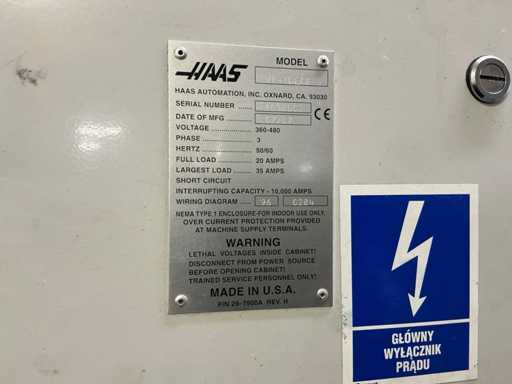 HAAS
MODEL
HAAS AUTOMATION, INC. OXNARD, CA. 93030
SERIAL NUMBER
DATE OF MFG
CE
VOLTAGE 360-480
PHASE 3
HERTZ 50/60
FULL LOAD 20 AMPS
LARGEST LOAD 35 AMPS
SHORT CIRCUIT
INTERRUPTING CAPACITY - 10,000 AMPS
WIRING DIAGRAM 96 0284
NEMA TYPE 1 ENCLOSURE-FOR INDOOR USE ONLY.
OVER CURRENT PROTECTION PROVIDED
AT MACHINE SUPPLY TERMINALS.
WARNING
LETHAL VOLTAGES INSIDE CABINET!
DISCONNECT FROM POWER SOURCE
BEFORE OPENING CABINET!
TRAINED SERVICE PERSONNEL ONLY!
MADE IN U.S.A.
P/N 29-7900A REV. H
GŁÓWNY
WYŁĄCZNIK
PRĄDU